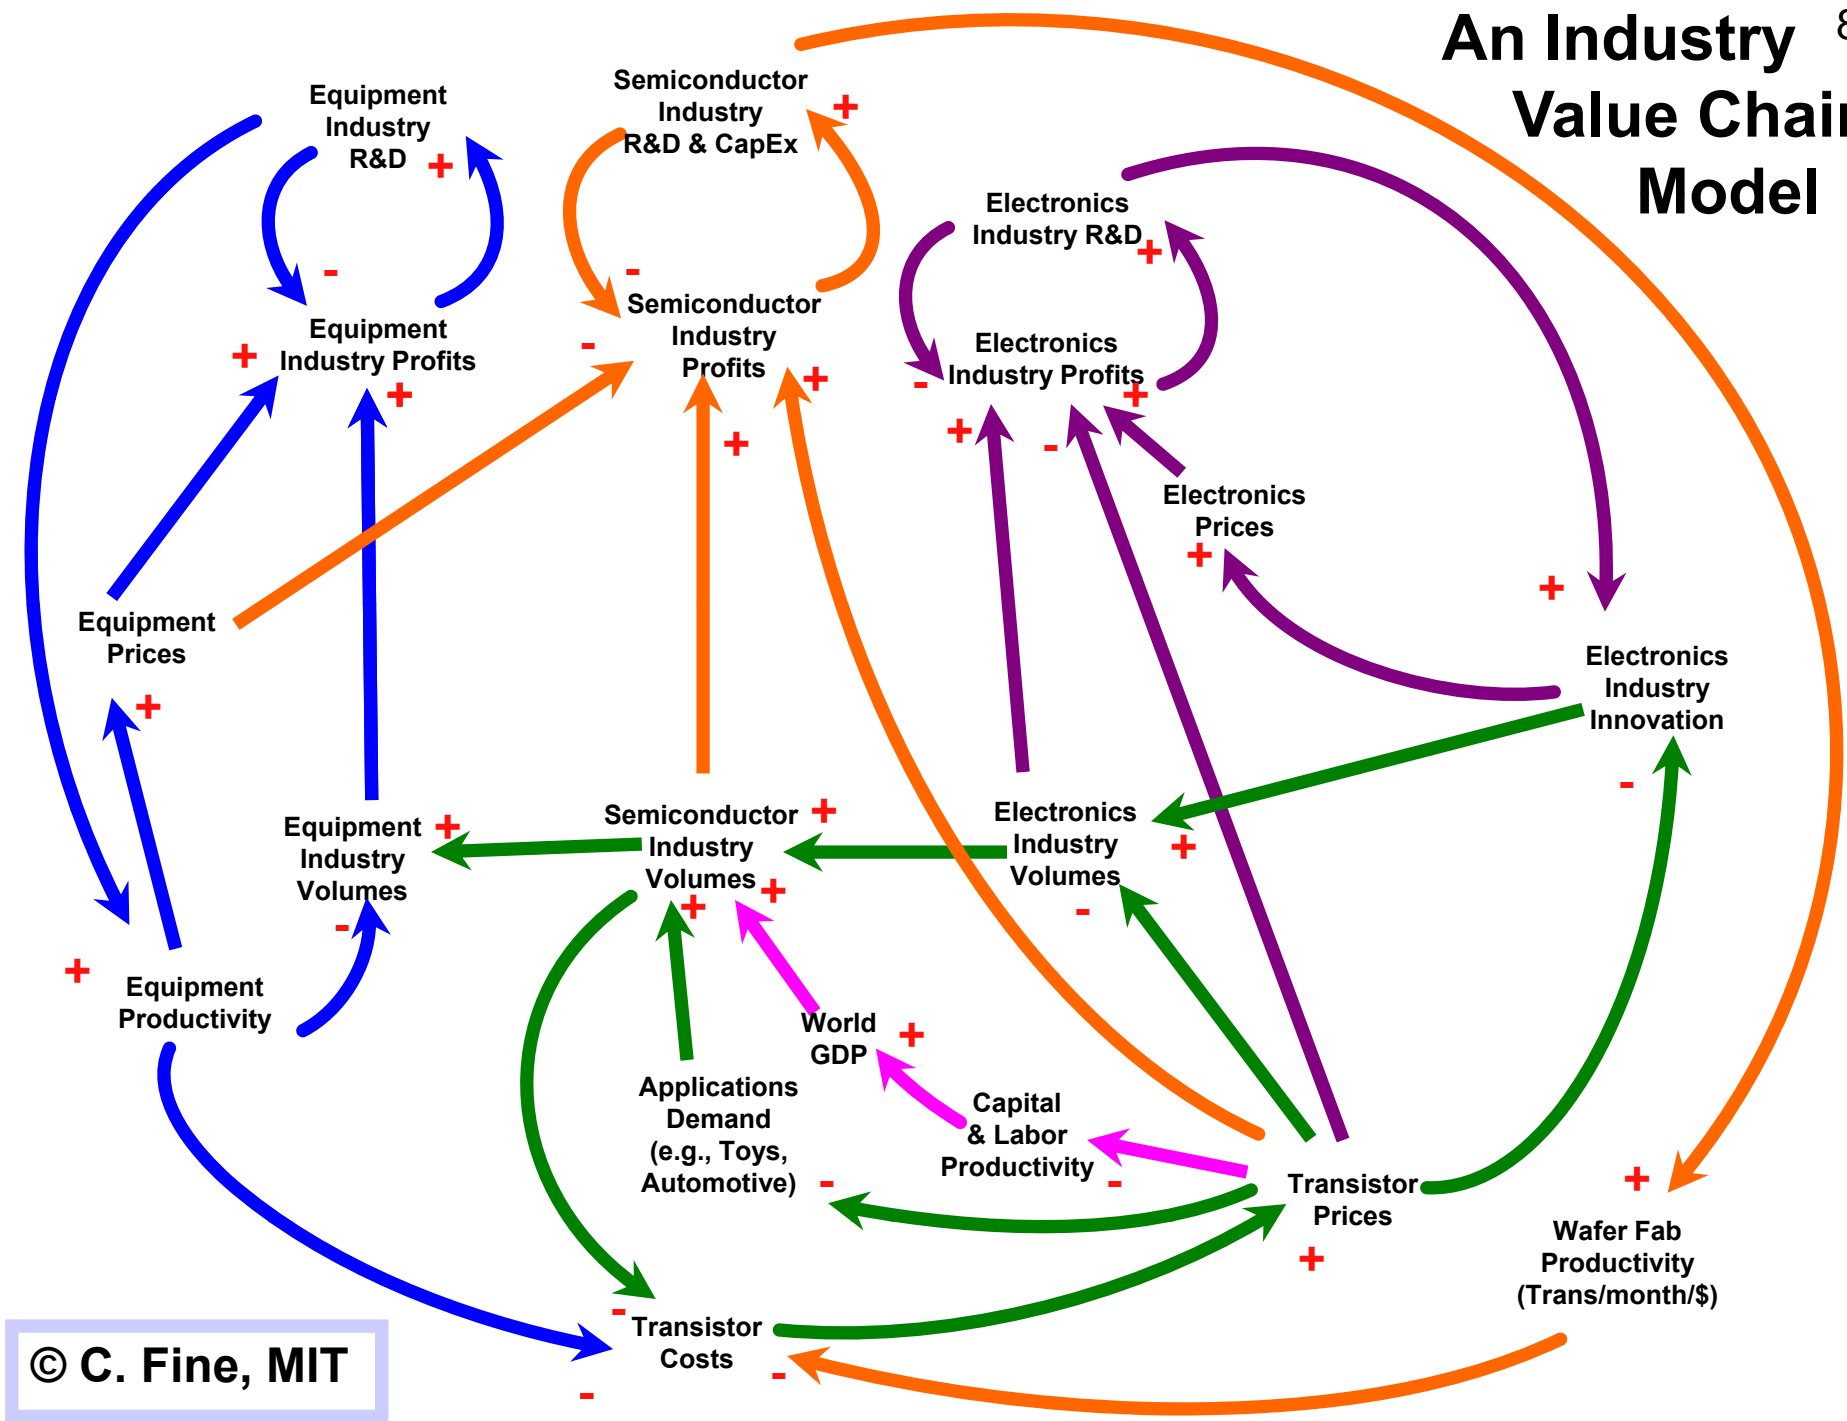 An Industry
Value Chain
Model
Equipment
Industry
R&D
+
Semiconductor
Industry
R&D & CapEx
+
Electronics
Industry R&D
+
-
Equipment
Industry Profits
+
+
-
Semiconductor
Industry
Profits
-
+
+
Electronics
Industry Profits
-
+
+
-
Electronics
Prices
+
+
Equipment
Prices
+
Electronics
Industry
Innovation
-
Equipment
Industry
Volumes
+
-
Semiconductor
Industry
Volumes
+
+
+
Electronics
Industry
Volumes
+
-
+
Equipment
Productivity
World
GDP
+
Applications
Demand
(e.g., Toys,
Automotive)
-
Capital
& Labor
Productivity
-
Transistor
Prices
+
+
Wafer Fab
Productivity
(Trans/month/$)
-
Transistor
Costs
-
-
© C. Fine, MIT